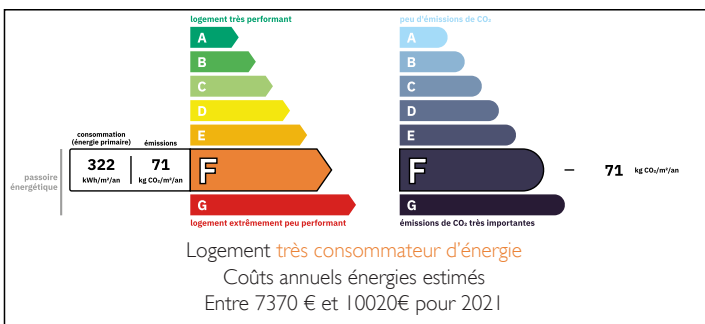 logement très performant
A
B
C
D
E
F
G
logement extrêmement peu performant
consommation
(énergie primaire)
émissions
322
71
kWh/m²/an
kg CO₂/m²/an
passoire
énergétique
peu d'émissions de CO₂
A
B
C
D
E
F
G
71 kg CO₂/m²/an
émissions de CO₂ très importantes
Logement très consommateur d'énergie
Coûts annuels énergies estimés
Entre 7370 € et 10020€ pour 2021